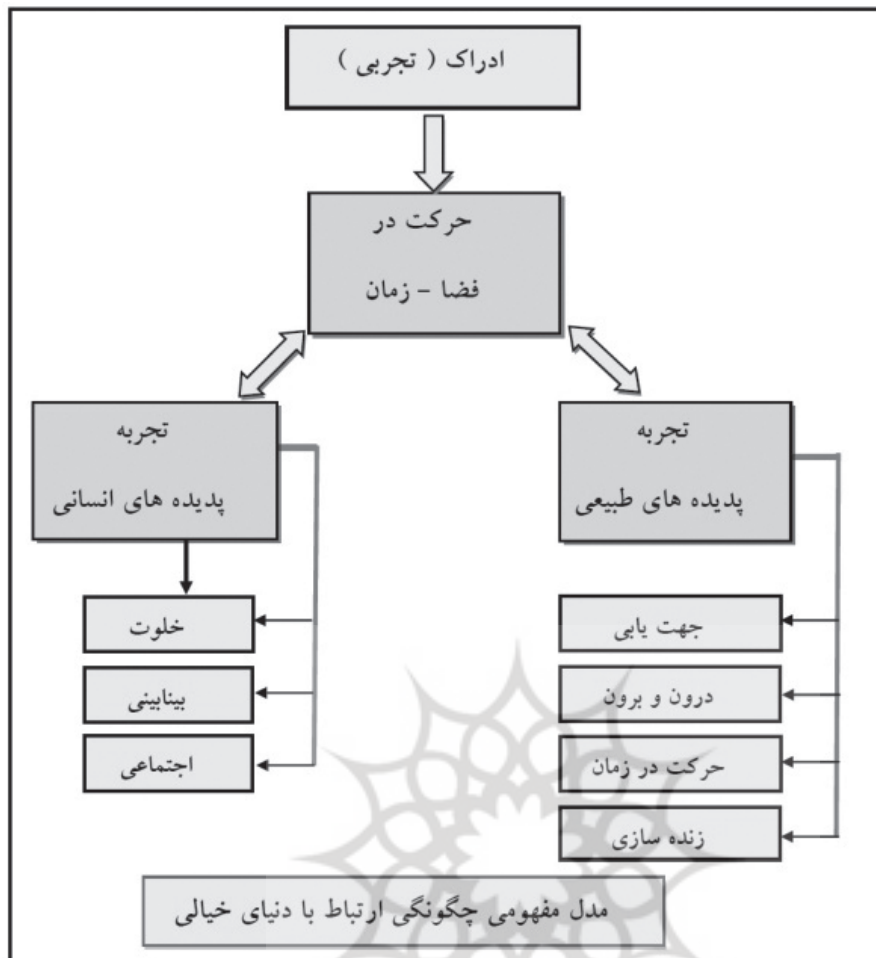 ادراک ( تجربی )
حرکت در
فضا - زمان
تجربه
پدیده های طبیعی
جهت یابی
درون و برون
حرکت در زمان
زنده سازی
تجربه
پدیده های انسانی
خلوت
بینابینی
اجتماعی
مدل مفهومی چگونگی ارتباط با دنیای خیالی